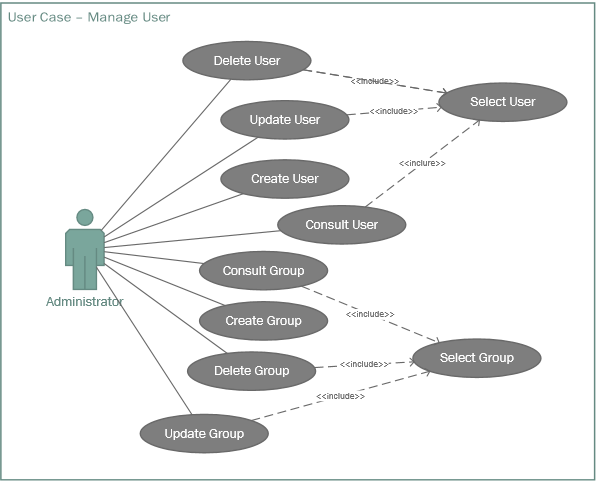 User Case – Manage User
Delete User
<<include>>
Select User
Update User
<<include>>
Create User
<<inclure>>
Consult User
Consult Group
Administrator
Create Group
<<include>>
Select Group
Delete Group
<<include>>
<<include>>
Update Group